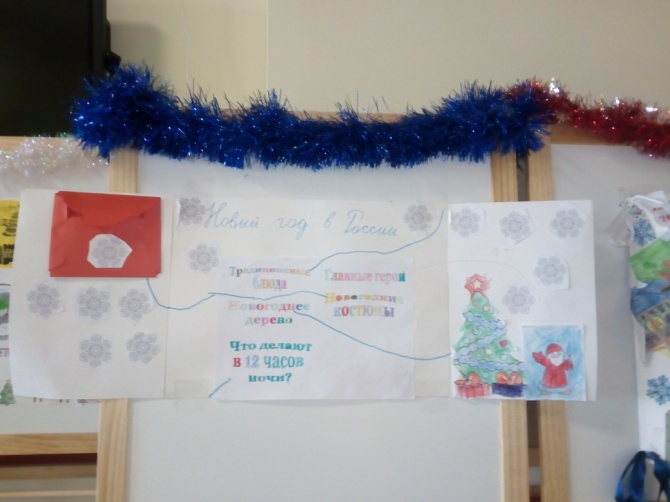 Новый год в России
Традиционные
блюда
Главные герои
Новогоднее
дерево
Новогодние
костюмы
Что делают
в 12 часов
ночи?